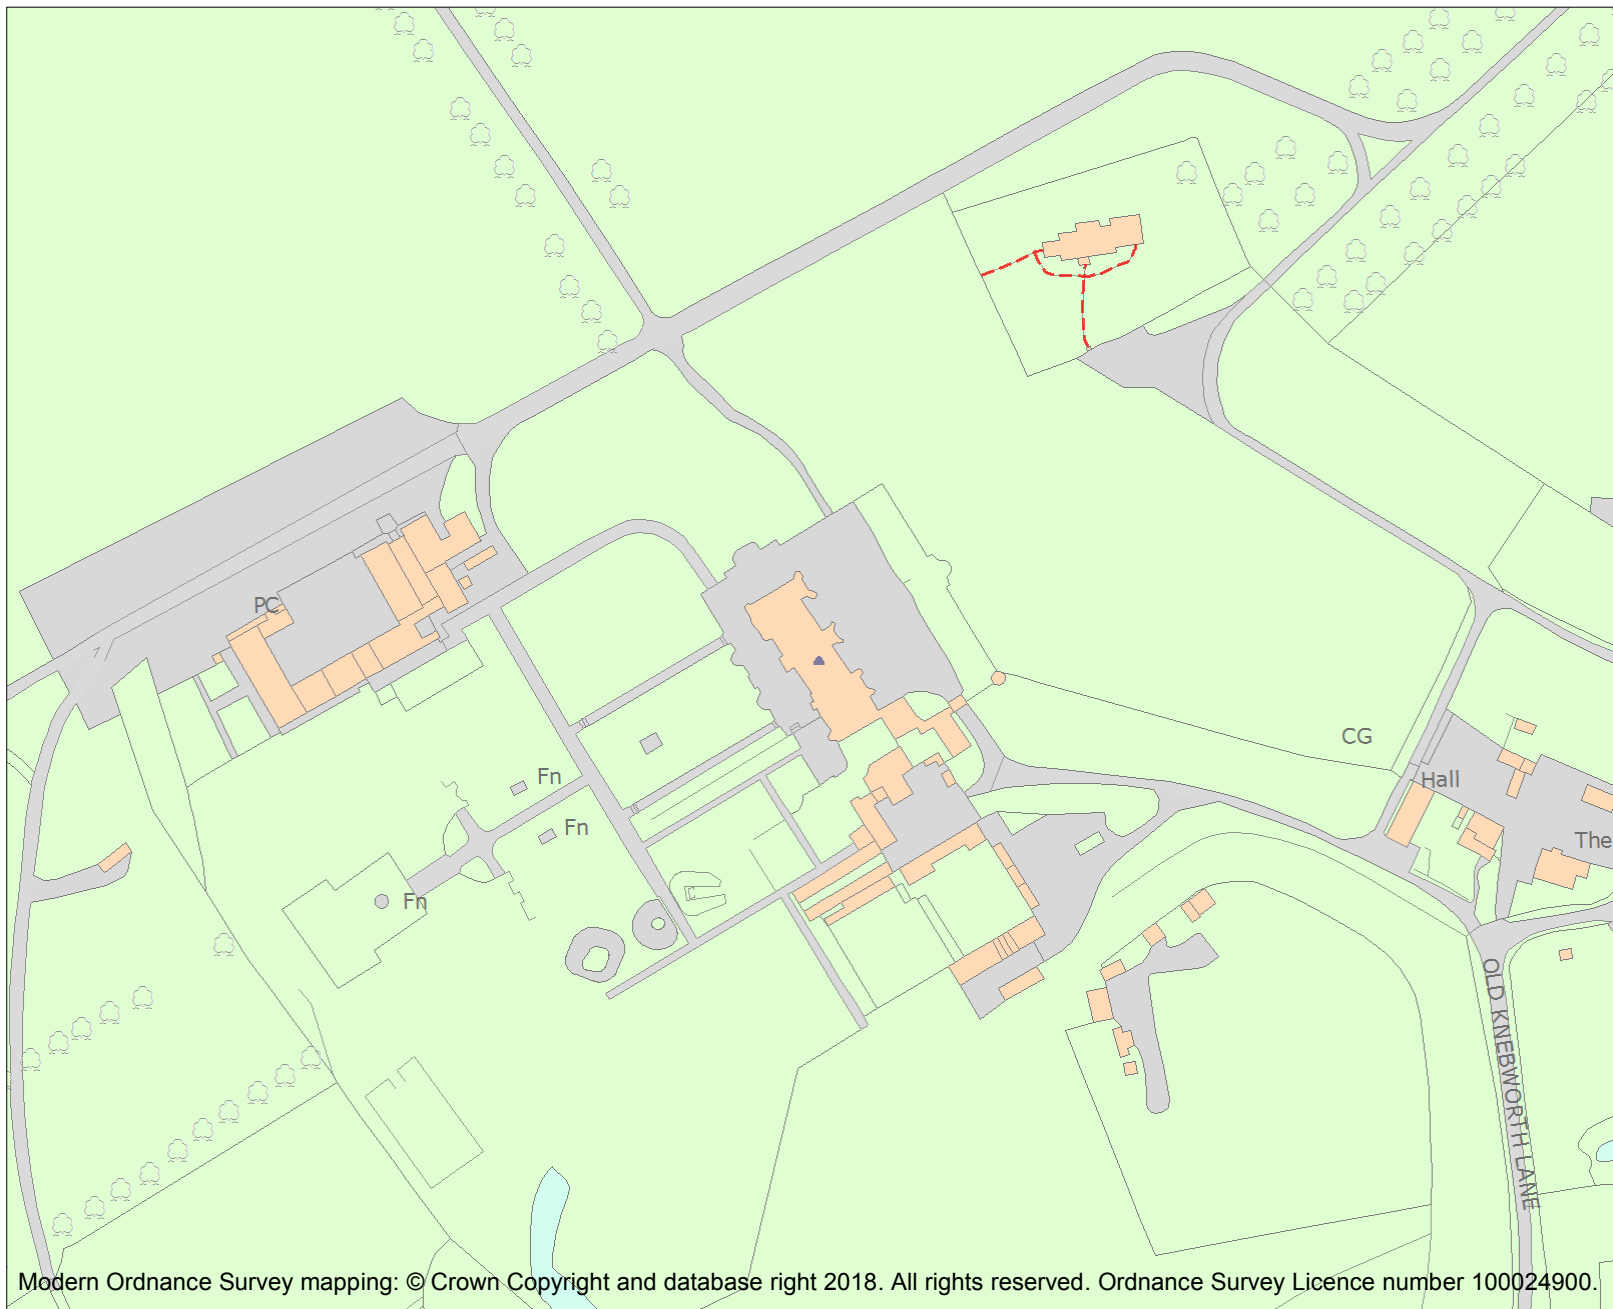 PC
CG
Hall
Fn
Fn
The
Fn
OLD KNEBWORTH LANE
Modern Ordnance Survey mapping: © Crown Copyright and database right 2018. All rights reserved. Ordnance Survey Licence number 100024900.